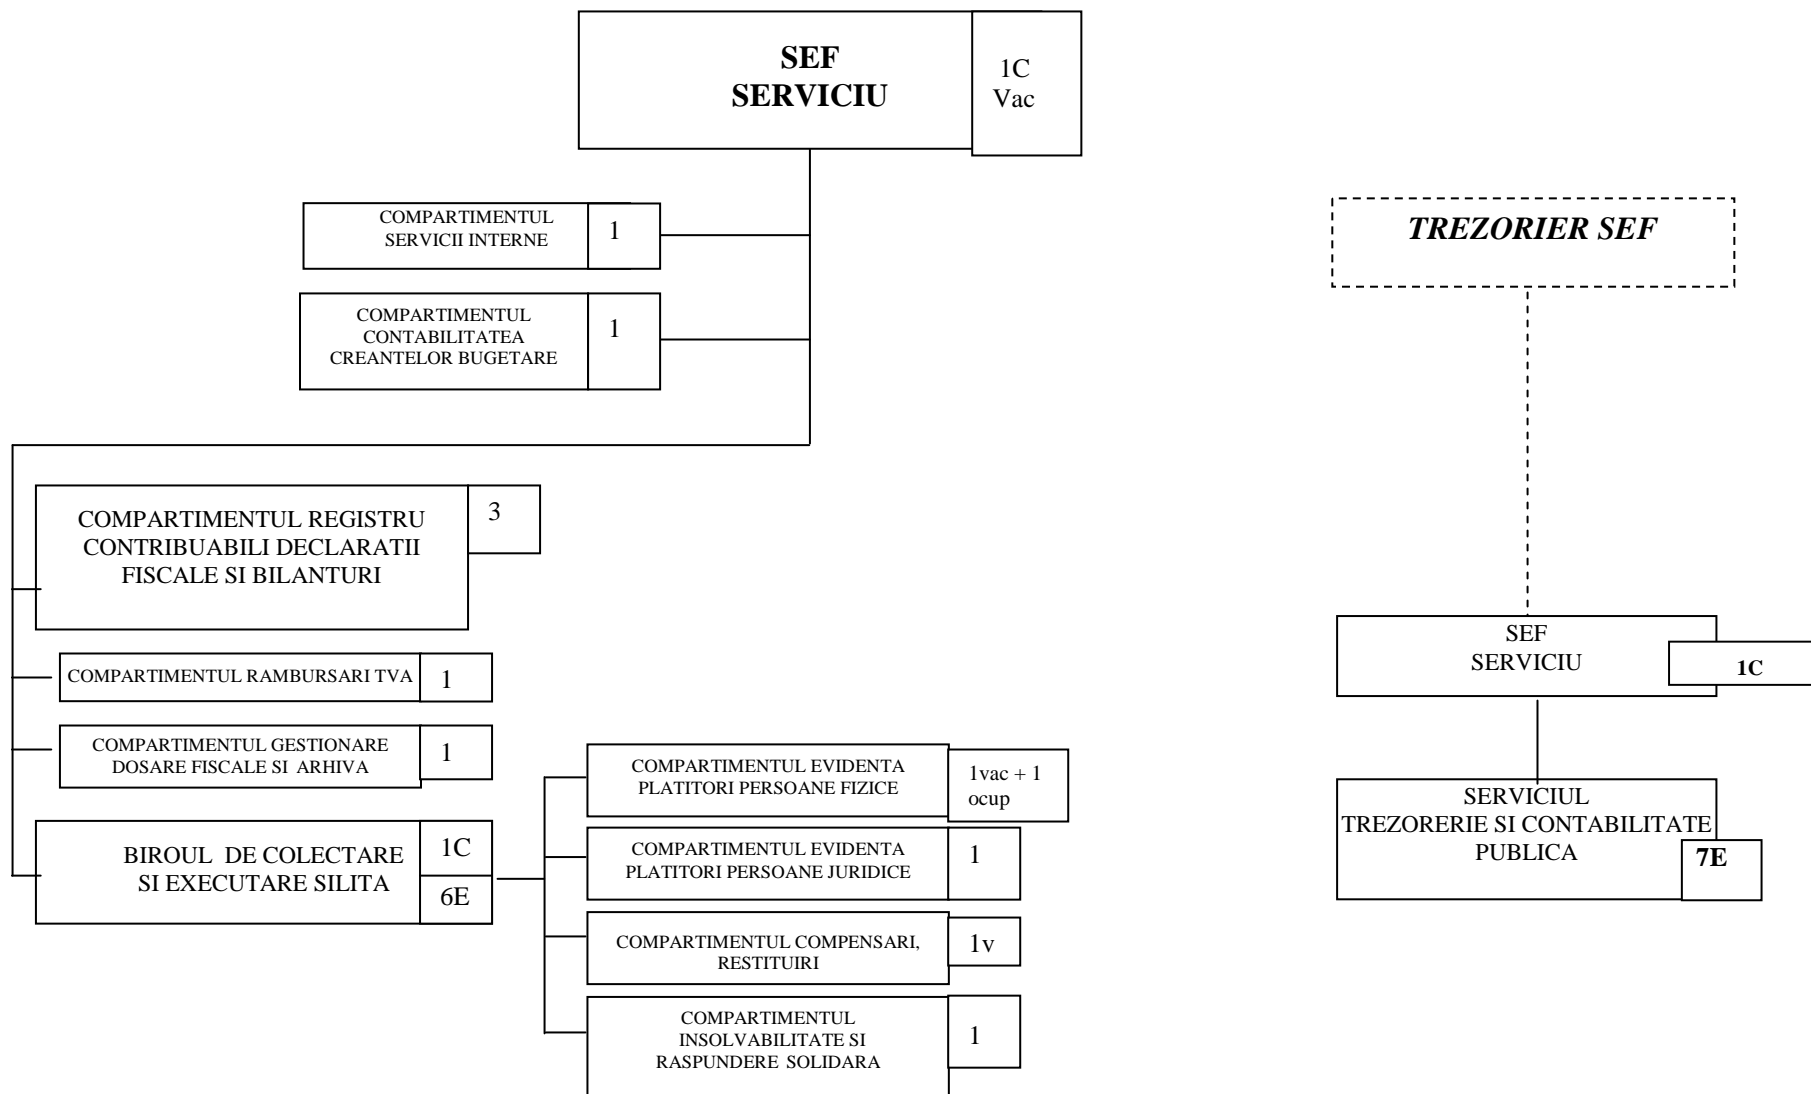 SEF
SERVICIU
1C
Vac
COMPARTIMENTUL
SERVICII INTERNE
1
COMPARTIMENTUL
CONTABILITATEA
CREANTELOR BUGETARE
1
COMPARTIMENTUL REGISTRU
CONTRIBUABILI DECLARATII
FISCALE SI BILANTURI
3
COMPARTIMENTUL RAMBURSARI TVA
1
COMPARTIMENTUL GESTIONARE
DOSARE FISCALE SI ARHIVA
1
BIROUL DE COLECTARE
SI EXECUTARE SILITA
1C
6E
COMPARTIMENTUL EVIDENTA
PLATITORI PERSOANE FIZICE
1vac + 1
ocup
COMPARTIMENTUL EVIDENTA
PLATITORI PERSOANE JURIDICE
1
COMPARTIMENTUL COMPENSARI,
RESTITUIRI
1v
COMPARTIMENTUL
INSOLVABILITATE SI
RASPUNDERE SOLIDARA
1
TREZORIER SEF
SEF
SERVICIU
1C
SERVICIUL
TREZORERIE SI CONTABILITATE
PUBLICA
7E